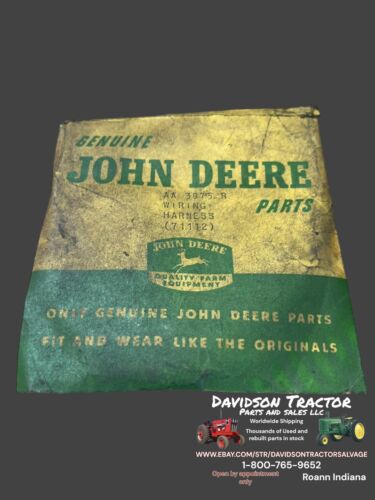 GENUINE
JOHN DEERE
PARTS
AA 3975-R
WIRING-
HARNESS
(71112)
JOHN DEERE
QUALITY FARM
EQUIPMENT
ONLY GENUINE JOHN DEERE PARTS
FIT AND WEAR LIKE THE ORIGINALS
Davidson Tractor
Parts and Sales LLC
Worldwide Shipping
Thousands of Used and
rebuilt parts in stock
WWW.EBAY.COM/STR/DAVIDSONTRACTORSALVAGE
1-800-765-9652
Open by appointment
only
Roann Indiana